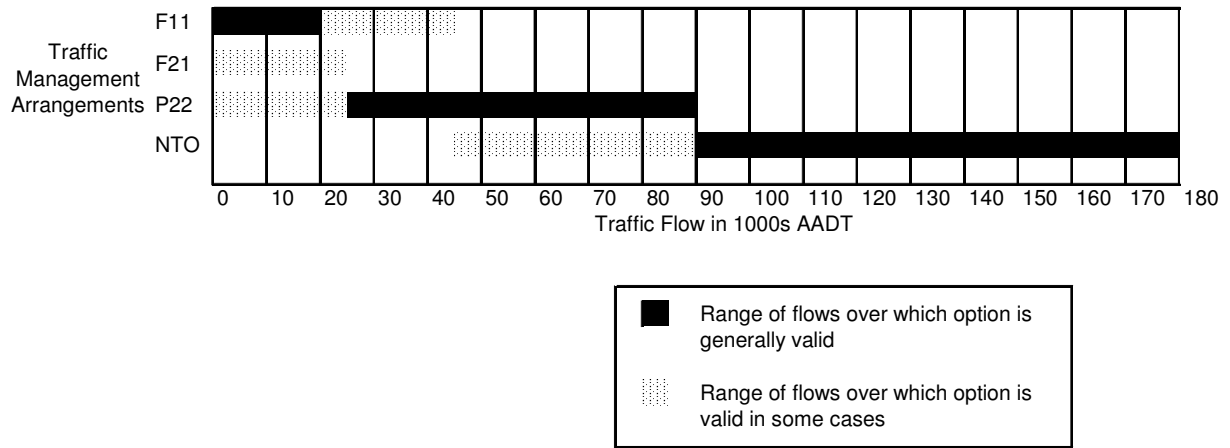 F11
Traffic
Management
Arrangements
F21
P22
NTO
0 10 20 30 40 50 60 70 80 90 100 110 120 130 140 150 160 170 180
Traffic Flow in 1000s AADT
Range of flows over which option is
generally valid
Range of flows over which option is
valid in some cases